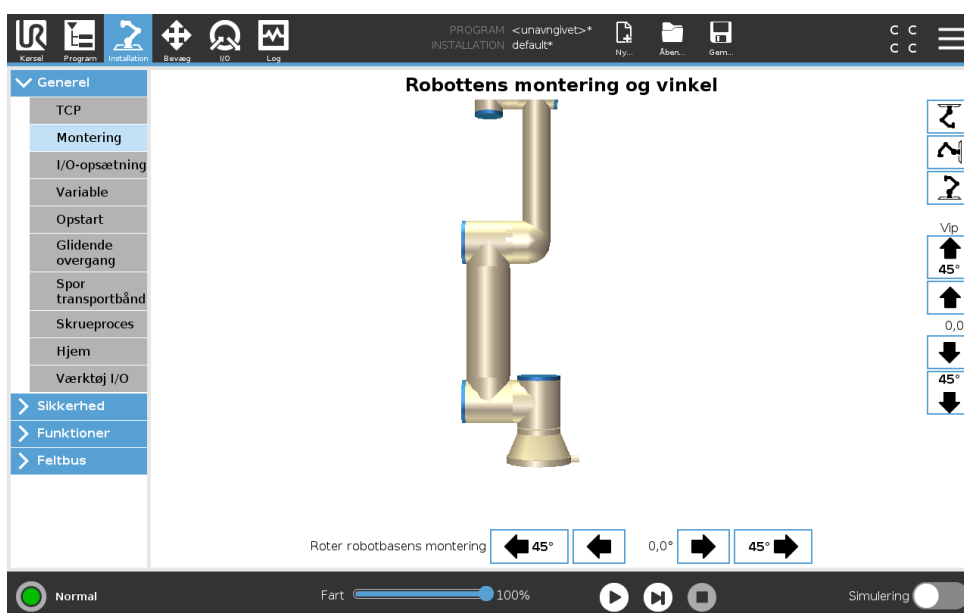 PROGRAM <unavngivet>*
INSTALLATION default*
UR
Kørsel
Program
Installation
Bevæg
I/O
Log
Ny...
Åben...
Gem...
C C
C C
Generel
TCP
Montering
I/O-opsætning
Variable
Opstart
Glidende
overgang
Spor
transportbånd
Skrueproces
Hjem
Værktøj I/O
Sikkerhed
Funktioner
Feltbus
Robottens montering og vinkel
Vip
45°
0,0
45°
Roter robotbasens montering
45°
0,0°
45°
Normal
Fart
100%
Simulering